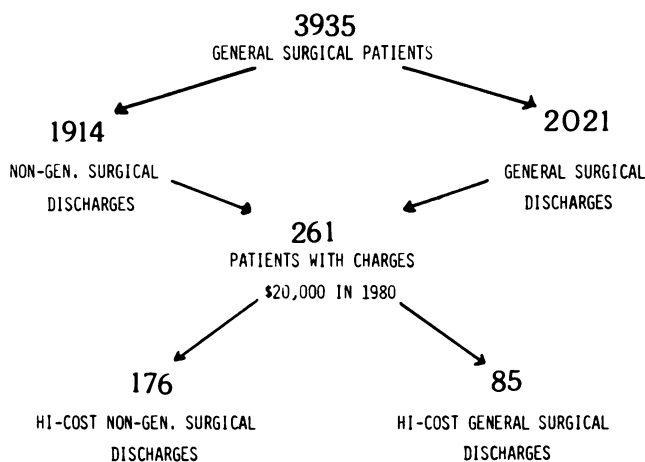 3935
GENERAL SURGICAL PATIENTS
1914
NON-GEN. SURGICAL
DISCHARGES
2021
GENERAL SURGICAL
DISCHARGES
261
PATIENTS WITH CHARGES
$20,000 IN 1980
176
HI-COST NON-GEN. SURGICAL
DISCHARGES
85
HI-COST GENERAL SURGICAL
DISCHARGES